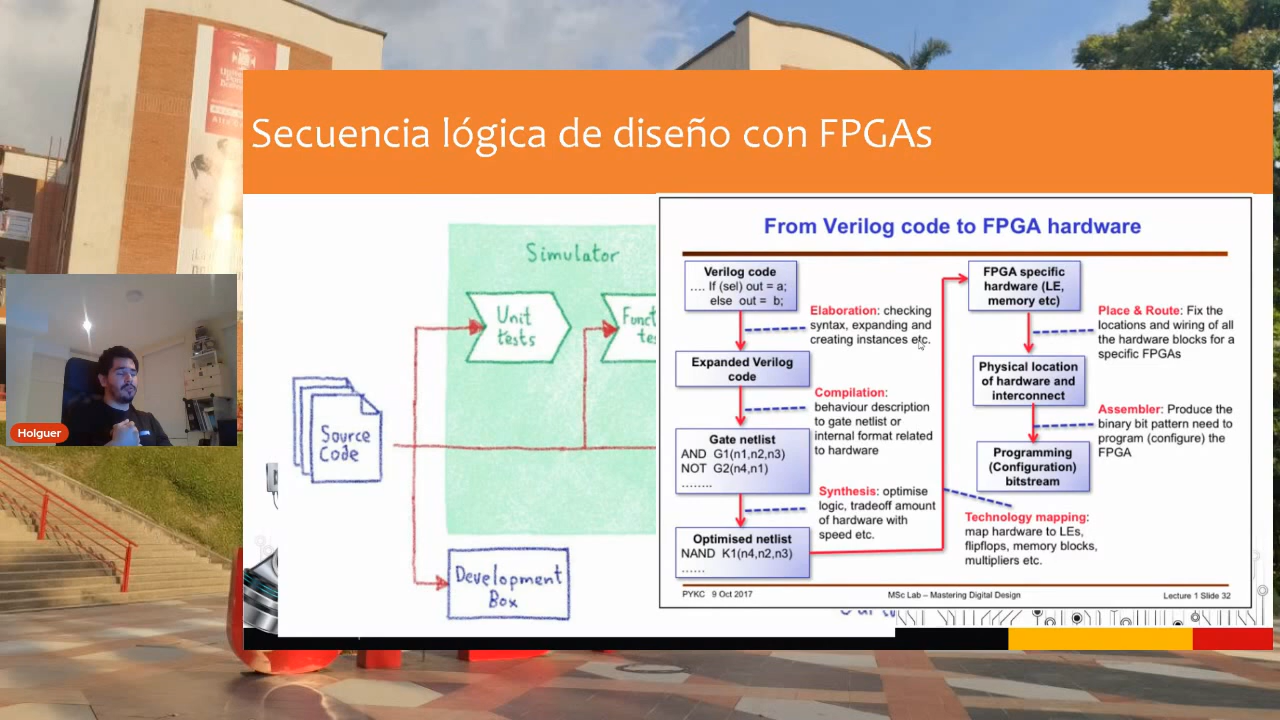 Secuencia lógica de diseño con FPGAs
Simulator
Unit
tests
Source
Code
Development
Box
From Verilog code to FPGA hardware
Verilog code
.... If (sel) out = a;
else out = b;
Elaboration: checking
syntax, expanding and
creating instances etc.
Expanded Verilog
code
Compilation:
behaviour description
to gate netlist or
internal format related
to hardware
Gate netlist
AND G1(n1,n2,n3)
NOT G2(n4,n1)
........
Synthesis: optimise
logic, tradeoff amount
of hardware with
speed etc.
Optimised netlist
NAND K1(n4,n2,n3)
......
FPGA specific
hardware (LE,
memory etc)
Place & Route: Fix the
locations and wiring of all
the hardware blocks for a
specific FPGAs
Physical location
of hardware and
interconnect
Assembler: Produce the
binary bit pattern need to
program (configure) the
FPGA
Programming
(Configuration)
bitstream
Technology mapping:
map hardware to LEs,
flipflops, memory blocks,
multipliers etc.
PYKC 9 Oct 2017
MSc Lab – Mastering Digital Design
Lecture 1 Slide 32
Holguer